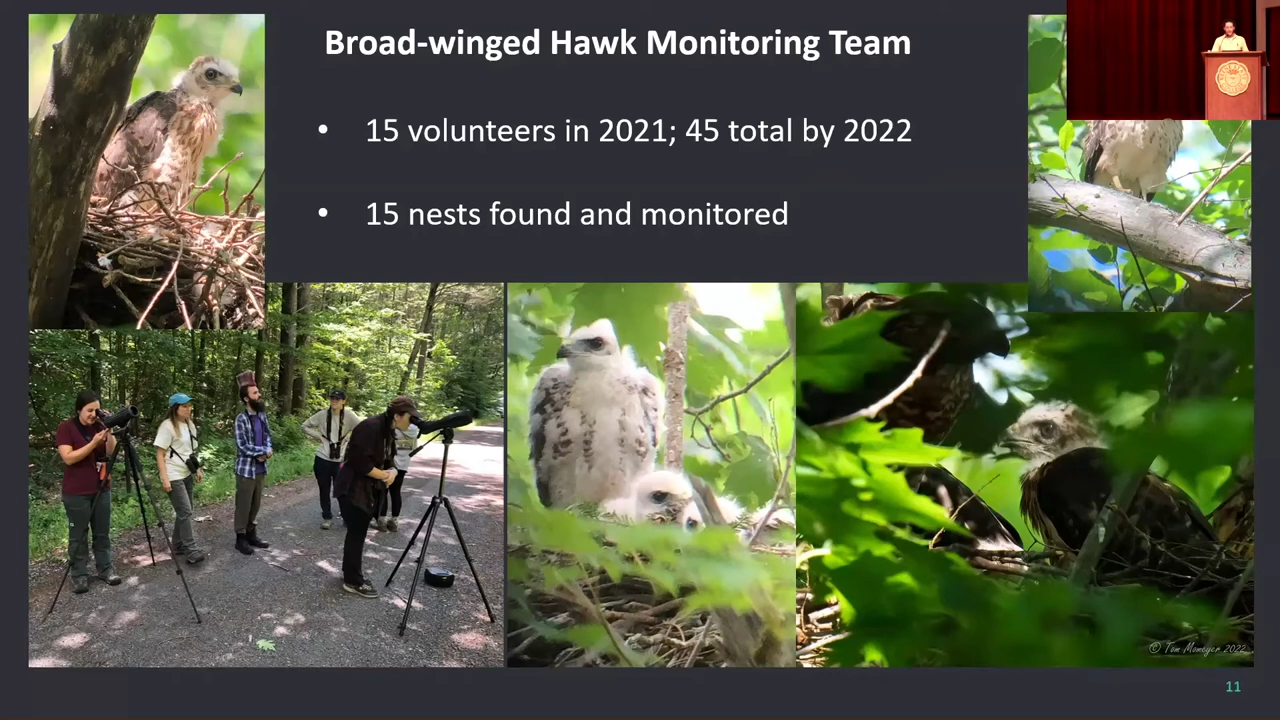 Broad-winged Hawk Monitoring Team
• 15 volunteers in 2021; 45 total by 2022
• 15 nests found and monitored
© Tom Momeyer 2022
11